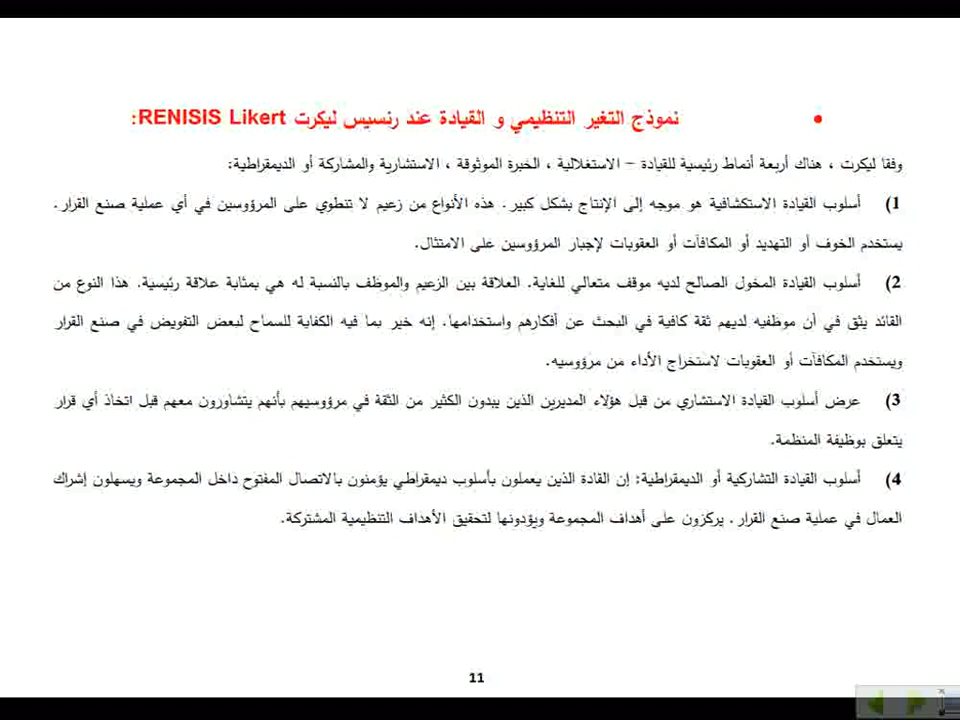 • نموذج التغير التنظيمي و القيادة عند رنسيس ليكرت RENISIS Likert:
وفقا ليكرت ، هناك أربعة أنماط رئيسية للقيادة – الاستغلالية ، الخبرة الموثوقة ، الاستشارية والمشاركة أو الديمقراطية:
1) أسلوب القيادة الاستكشافية هو موجه إلى الإنتاج بشكل كبير. هذه الأنواع من زعيم لا تنطوي على المرؤوسين في أي عملية صنع القرار.
يستخدم الخوف أو التهديد أو المكافآت أو العقوبات لإجبار المرؤوسين على الامتثال.
2) أسلوب القيادة المخول الصالح لديه موقف متعالي للغاية. العلاقة بين الزعيم والموظف بالنسبة له هي بمثابة علاقة رئيسية. هذا النوع من
القائد يثق في أن موظفيه لديهم ثقة كافية في البحث عن أفكارهم واستخدامها. إنه خير بما فيه الكفاية للسماح لبعض التفويض في صنع القرار
ويستخدم المكافآت أو العقوبات لاستخراج الأداء من مرؤوسيه.
3) عرض أسلوب القيادة الاستشاري من قبل هؤلاء المديرين الذين يبدون الكثير من الثقة في مرؤوسيهم بأنهم يتشاورون معهم قبل اتخاذ أي قرار
يتعلق بوظيفة المنظمة.
4) أسلوب القيادة التشاركية أو الديمقراطية: إن القادة الذين يعملون بأسلوب ديمقراطي يؤمنون بالاتصال المفتوح داخل المجموعة ويسهلون إشراك
العمال في عملية صنع القرار. يركزون على أهداف المجموعة ويؤدونها لتحقيق الأهداف التنظيمية المشتركة.
11